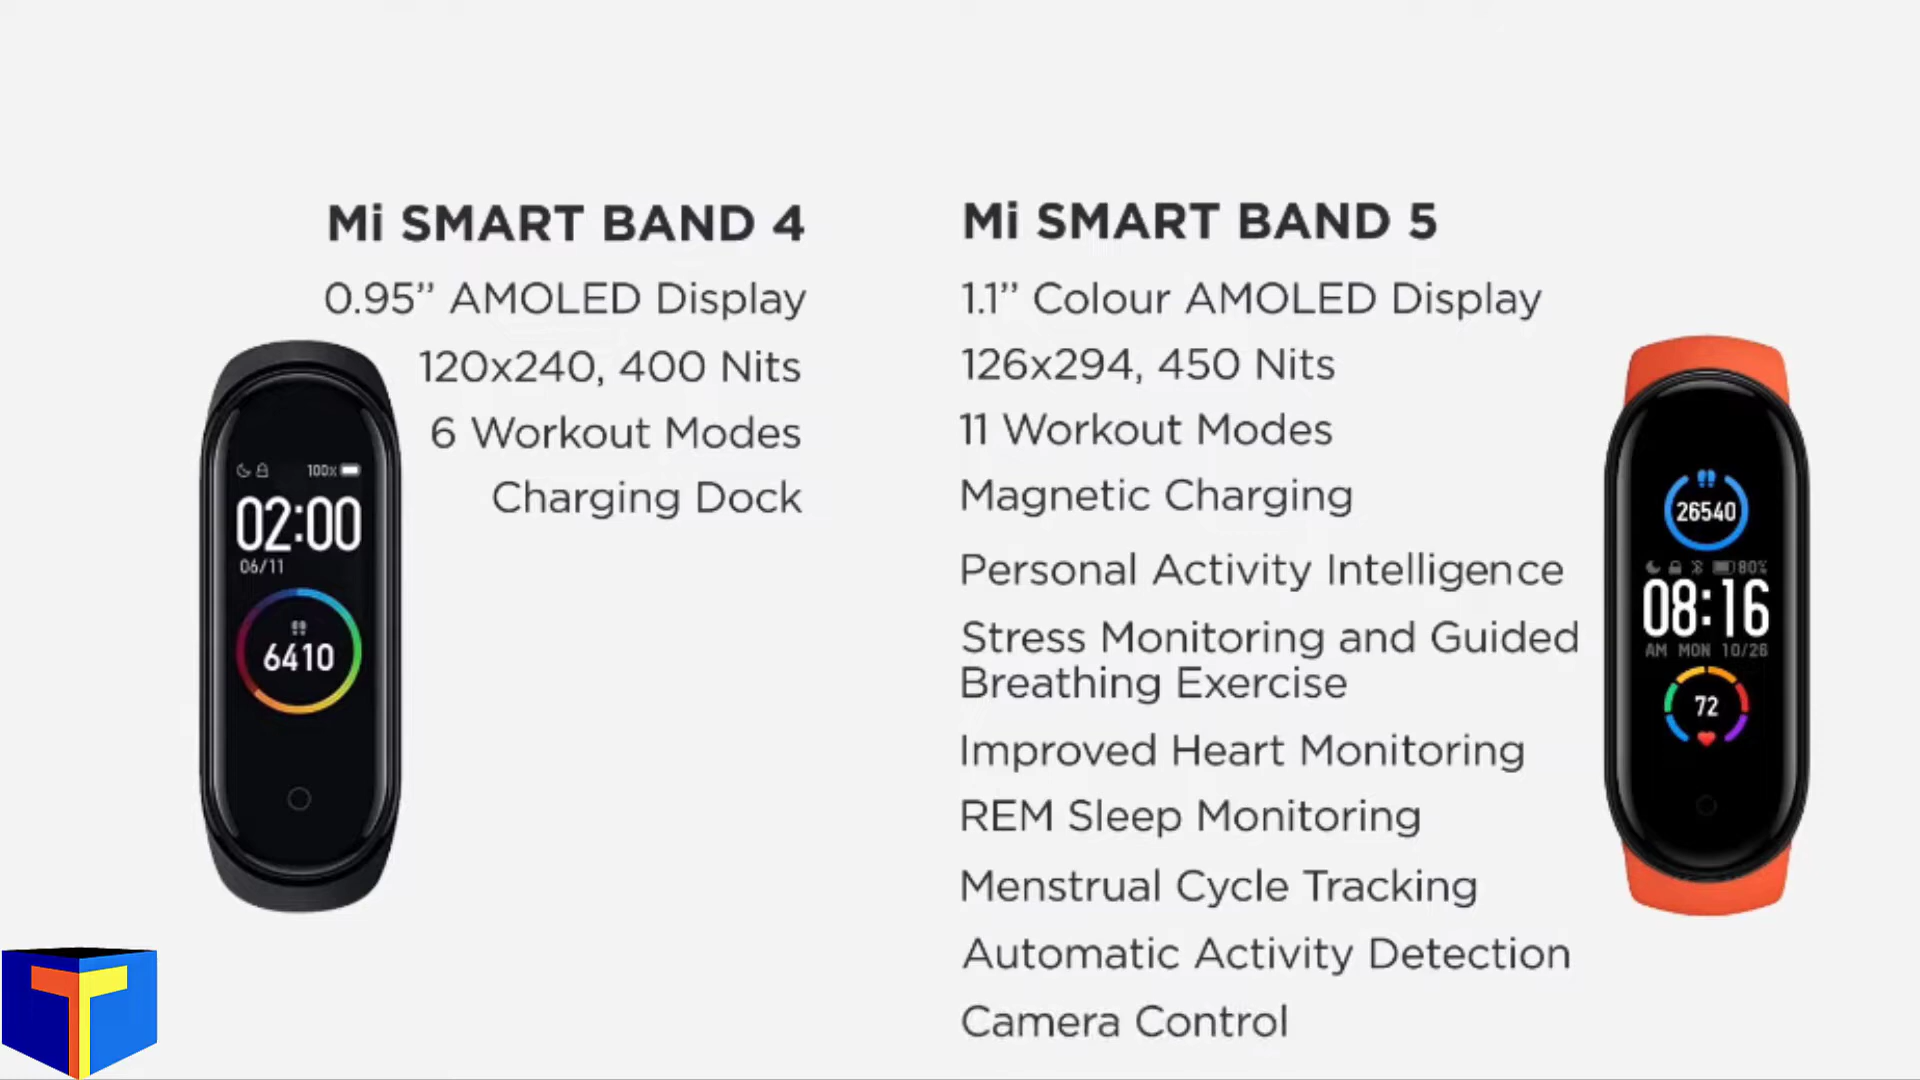 Mi SMART BAND 4
0.95” AMOLED Display
120x240, 400 Nits
6 Workout Modes
Charging Dock
100%
02:00
06/11
6410
Mi SMART BAND 5
1.1” Colour AMOLED Display
126x294, 450 Nits
11 Workout Modes
Magnetic Charging
Personal Activity Intelligence
Stress Monitoring and Guided
Breathing Exercise
Improved Heart Monitoring
REM Sleep Monitoring
Menstrual Cycle Tracking
Automatic Activity Detection
Camera Control
26540
80%
08:16
AM MON 10/26
72
T